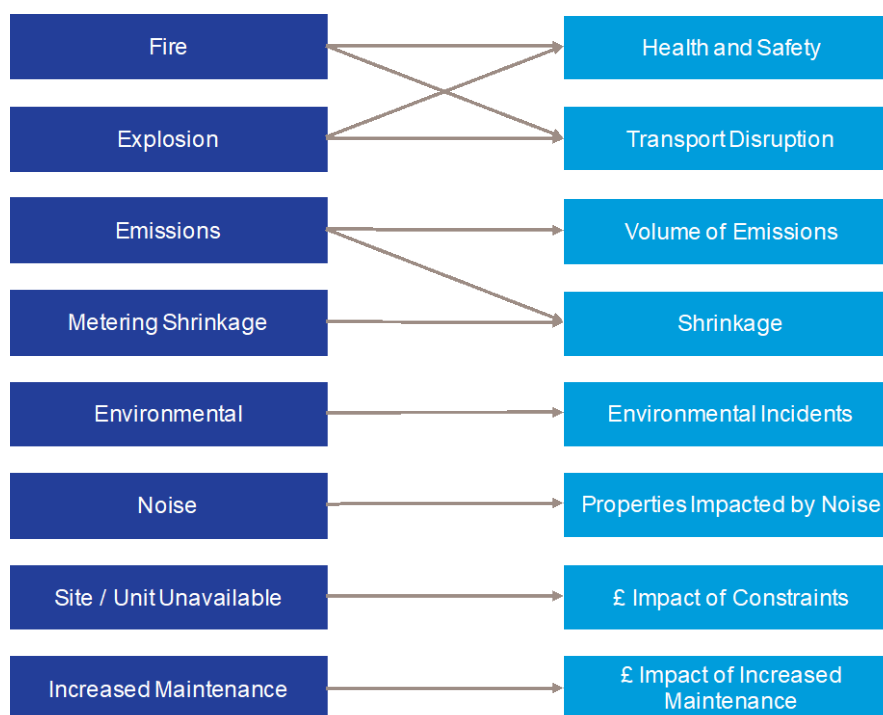 Fire
Health and Safety
Explosion
Transport Disruption
Emissions
Volume of Emissions
Metering Shrinkage
Shrinkage
Environmental
Environmental Incidents
Noise
Properties Impacted by Noise
Site / Unit Unavailable
£ Impact of Constraints
Increased Maintenance
£ Impact of Increased
Maintenance